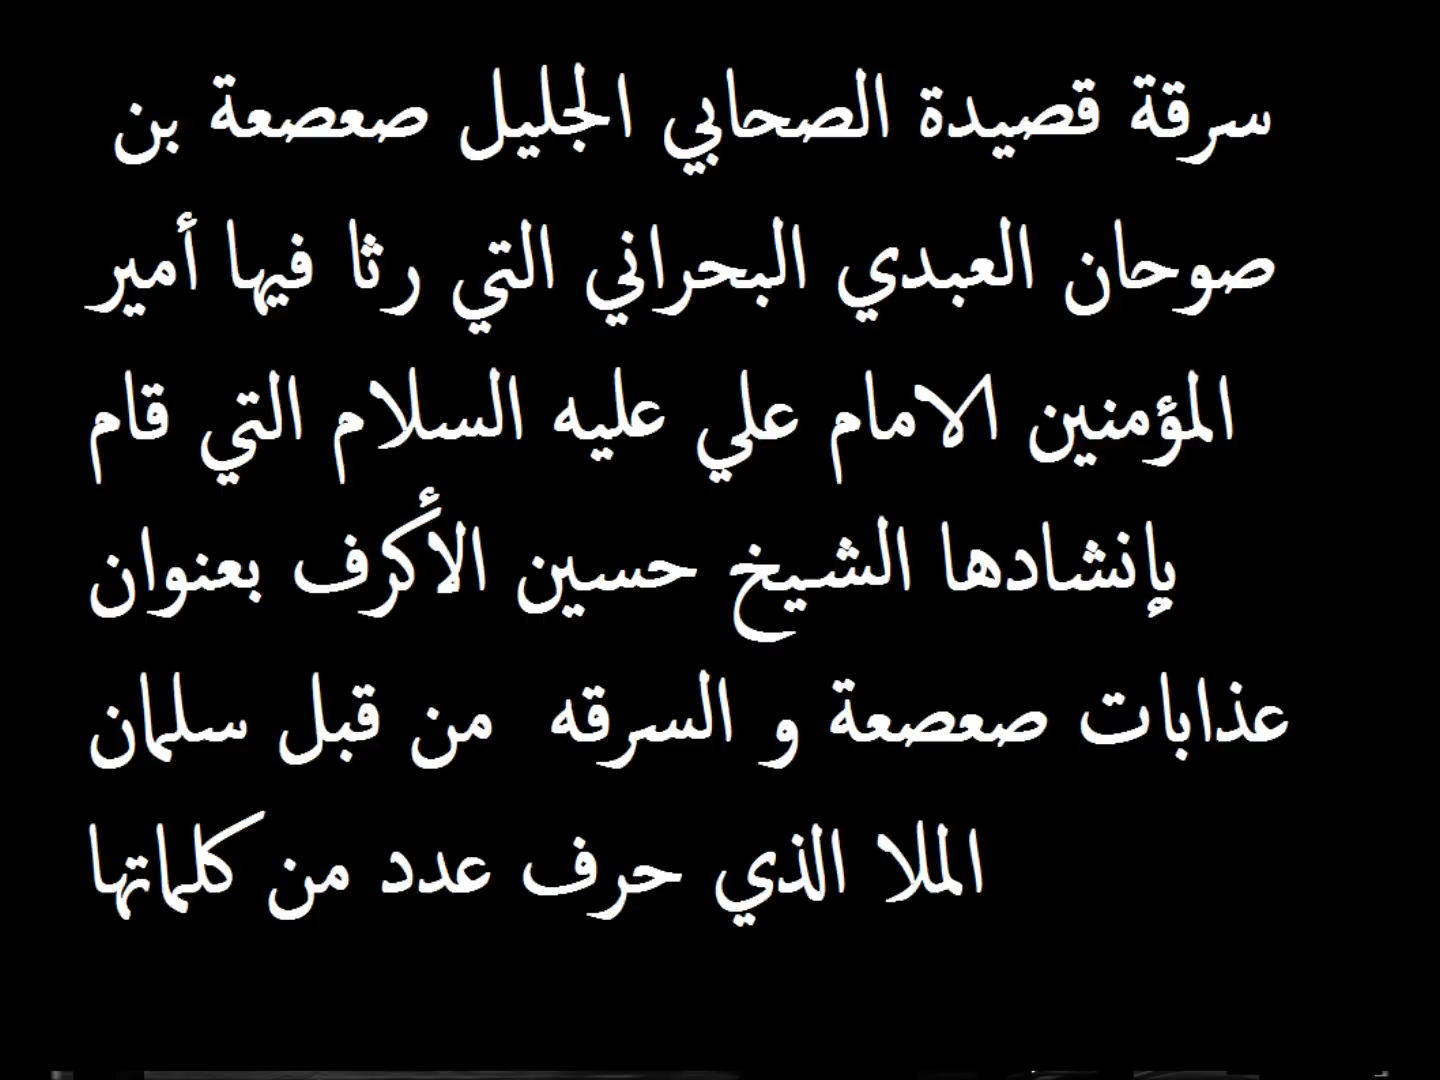 سرقة قصيدة الصحابي الجليل صعصعة بن
صوحان العبدي البحراني التي رثا فيها أمير
المؤمنين الامام علي عليه السلام التي قام
بإنشادها الشيخ حسين الأكرف بعنوان
عذابات صعصعة و السرقه من قبل سلمان
الملا الذي حرف عدد من كلماتها